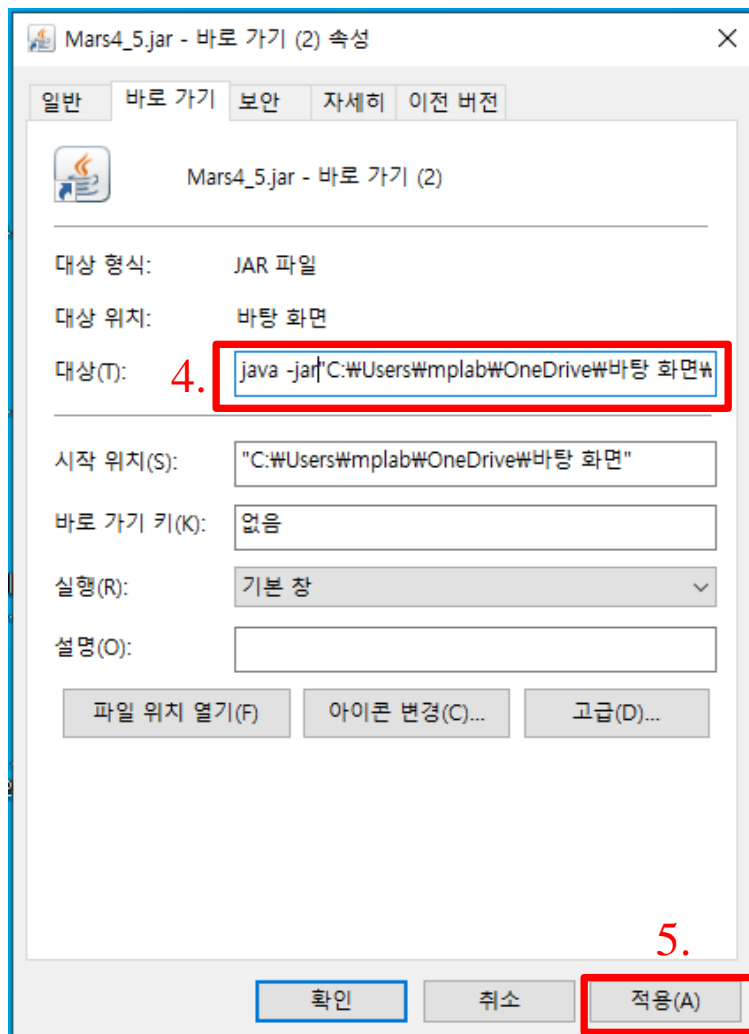 Mars4_5.jar - 바로 가기 (2) 속성
일반 바로 가기 보안 자세히 이전 버전
Mars4_5.jar - 바로 가기 (2)
대상 형식: JAR 파일
대상 위치: 바탕 화면
대상(T): 4. java -jar"C:₩Users₩mplab₩OneDrive₩바탕 화면₩
시작 위치(S): "C:₩Users₩mplab₩OneDrive₩바탕 화면"
바로 가기 키(K): 없음
실행(R): 기본 창
설명(O):
파일 위치 열기(F) 아이콘 변경(C)... 고급(D)...
5.
확인 취소 적용(A)